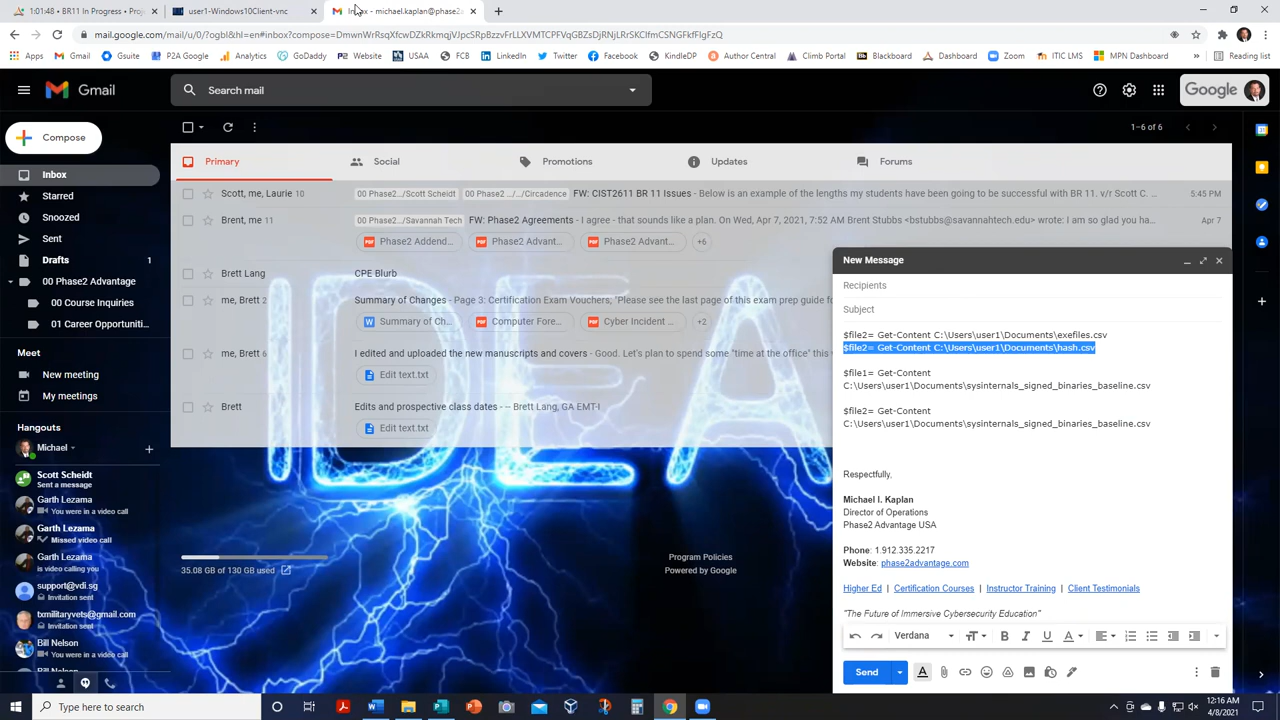 1:01:48 • BR11 In Progress • Prog
user1-Windows10Client-vnc
Inbox - michael.kaplan@phase2
mail.google.com/mail/u/0/?ogbl&hl=en#inbox?compose=DmwnWrRsqXfcwDZkRkmqjVJpcSRpBzzvFrLLXVMTCPFVqGBZsDjRNjLRrSKClfmCSNGFkfFlgFzQ
Apps
Gmail
G Suite
P2A Google
Analytics
GoDaddy
Website
USAA
FCB
LinkedIn
Twitter
Facebook
KindleDP
Author Central
Climb Portal
Dashboard
Zoom
ITIC LMS
MPN Dashboard
Reading list
Gmail
Search mail
Google
Compose
1–6 of 6
Inbox
Starred
Snoozed
Sent
Drafts 1
00 Phase2 Advantage
00 Course Inquiries
01 Career Opportuniti...
Meet
New meeting
My meetings
Hangouts
Michael
Scott Scheidt
Sent a message
Garth Lezama
You were in a video call
Garth Lezama
Missed video call
Garth Lezama
is video calling you
support@vdi.sg
Invitation sent
txmilitaryvets@gmail.com
Invitation sent
Bill Nelson
You were in a video call
Bill Nelson
Primary
Social
Promotions
Updates
Forums
Scott, me, Laurie 10 00 Phase2.../Scott Scheidt 00 Phase2.../.../Circadence FW: CIST2611 BR 11 Issues - Below is an example of the lengths my students have been going to be successful with BR 11. v/r Scott C. ... 5:45 PM
Brent, me 11 00 Phase2.../Savannah Tech FW: Phase2 Agreements - I agree - that sounds like a plan. On Wed, Apr 7, 2021, 7:52 AM Brent Stubbs <bstubbs@savannahtech.edu> wrote: I am so glad you ha... Apr 7
PDF Phase2 Addend... PDF Phase2 Advant... PDF Phase2 Advant... +6
Brett Lang CPE Blurb
me, Brett 2 Summary of Changes - Page 3: Certification Exam Vouchers; "Please see the last page of this exam prep guide fo
W Summary of Ch... PDF Computer Fore... PDF Cyber Incident ... +2
me, Brett 6 I edited and uploaded the new manuscripts and covers - Good. Let's plan to spend some "time at the office" this w
Edit text.txt
Brett Edits and prospective class dates - -- Brett Lang, GA EMT-I
Edit text.txt
IDEA
35.08 GB of 130 GB used
Program Policies
Powered by Google
New Message
Recipients
Subject
$file2= Get-Content C:\Users\user1\Documents\exefiles.csv
$file2= Get-Content C:\Users\user1\Documents\hash.csv
$file1= Get-Content
C:\Users\user1\Documents\sysinternals_signed_binaries_baseline.csv
$file2= Get-Content
C:\Users\user1\Documents\sysinternals_signed_binaries_baseline.csv
Respectfully,
Michael I. Kaplan
Director of Operations
Phase2 Advantage USA
Phone: 1.912.335.2217
Website: phase2advantage.com
Higher Ed | Certification Courses | Instructor Training | Client Testimonials
"The Future of Immersive Cybersecurity Education"
Verdana
Send
Type here to search
12:16 AM
4/8/2021